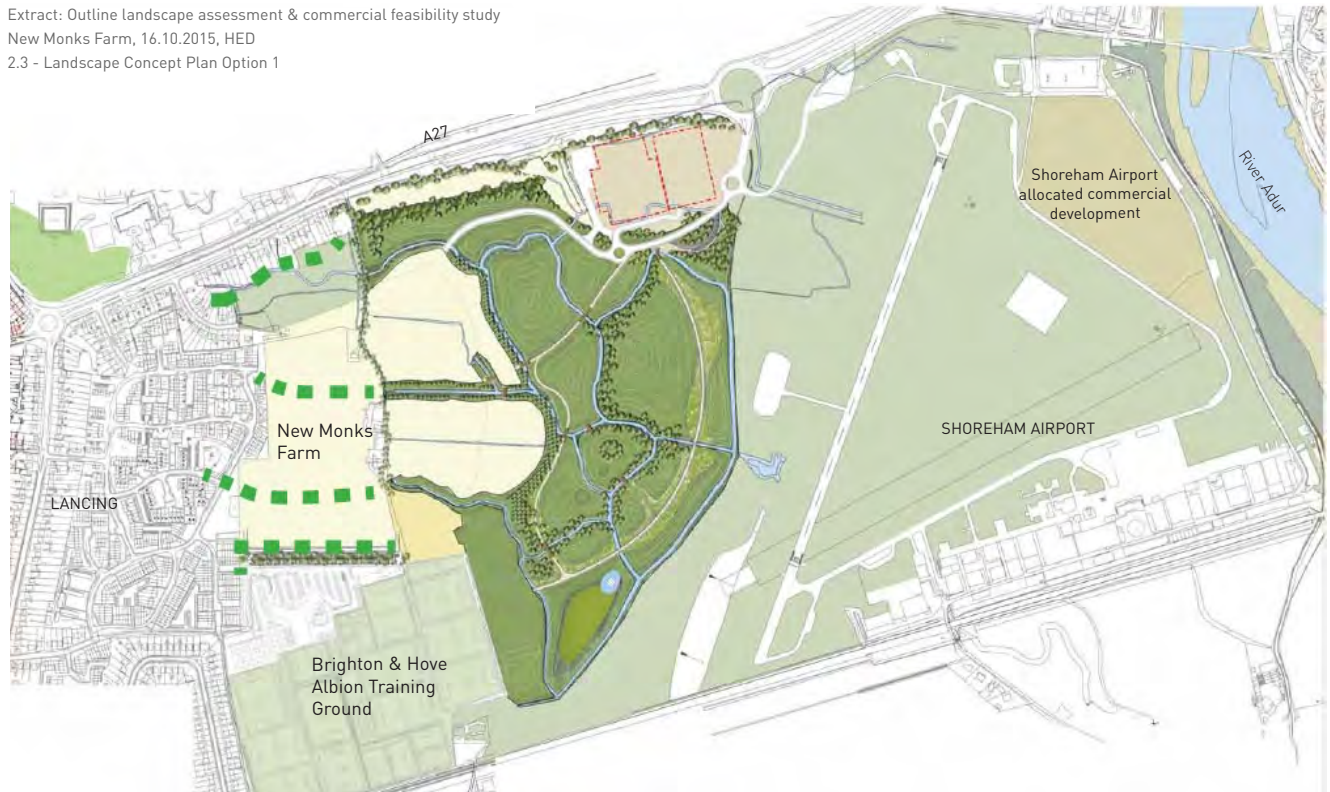 Extract: Outline landscape assessment & commercial feasibility study
New Monks Farm, 16.10.2015, HED
2.3 - Landscape Concept Plan Option 1
A27
Shoreham Airport
allocated commercial
development
River Adur
New Monks
Farm
SHOREHAM AIRPORT
LANCING
Brighton & Hove
Albion Training
Ground